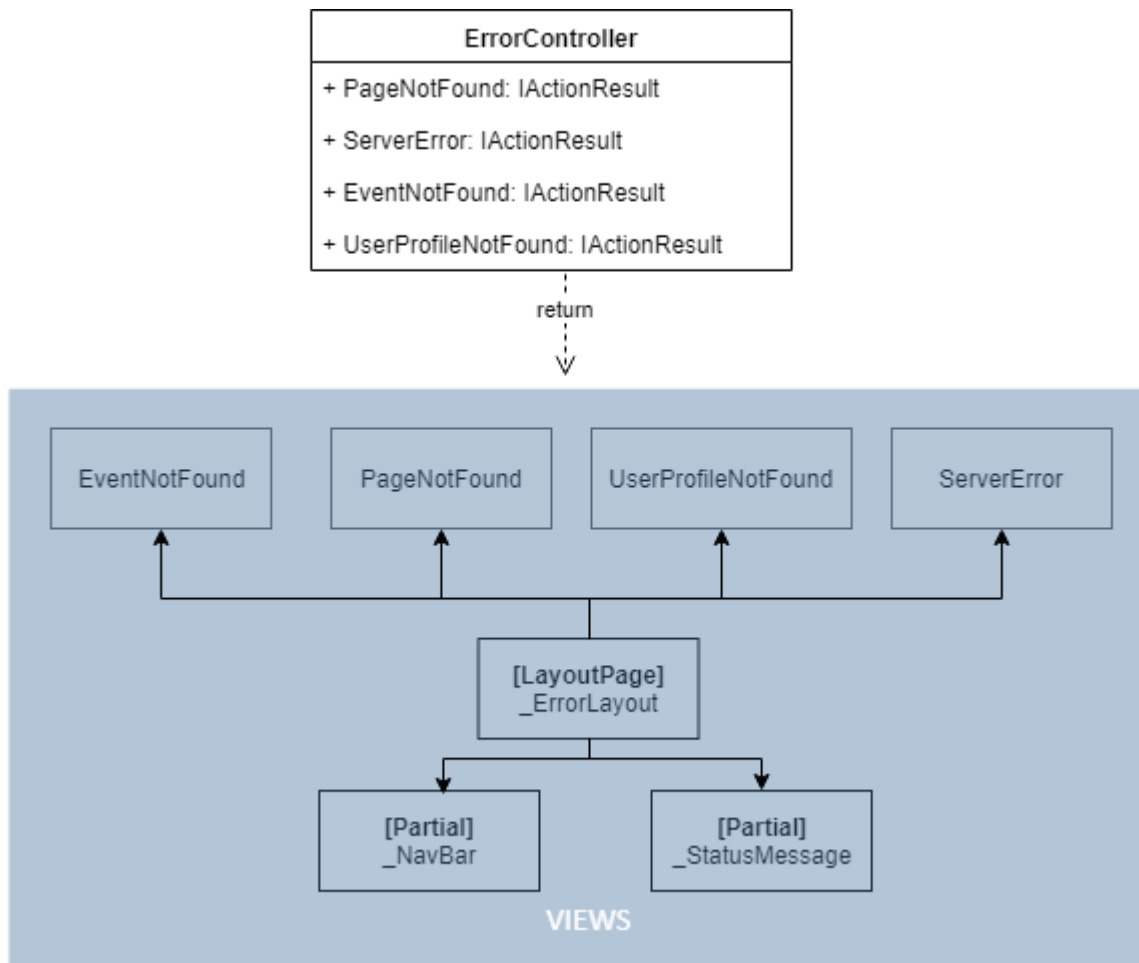 ErrorController
+ PageNotFound: IActionResult
+ ServerError: IActionResult
+ EventNotFound: IActionResult
+ UserProfileNotFound: IActionResult
return
EventNotFound
PageNotFound
UserProfileNotFound
ServerError
[LayoutPage]
_ErrorLayout
[Partial]
_NavBar
[Partial]
_StatusMessage
VIEWS